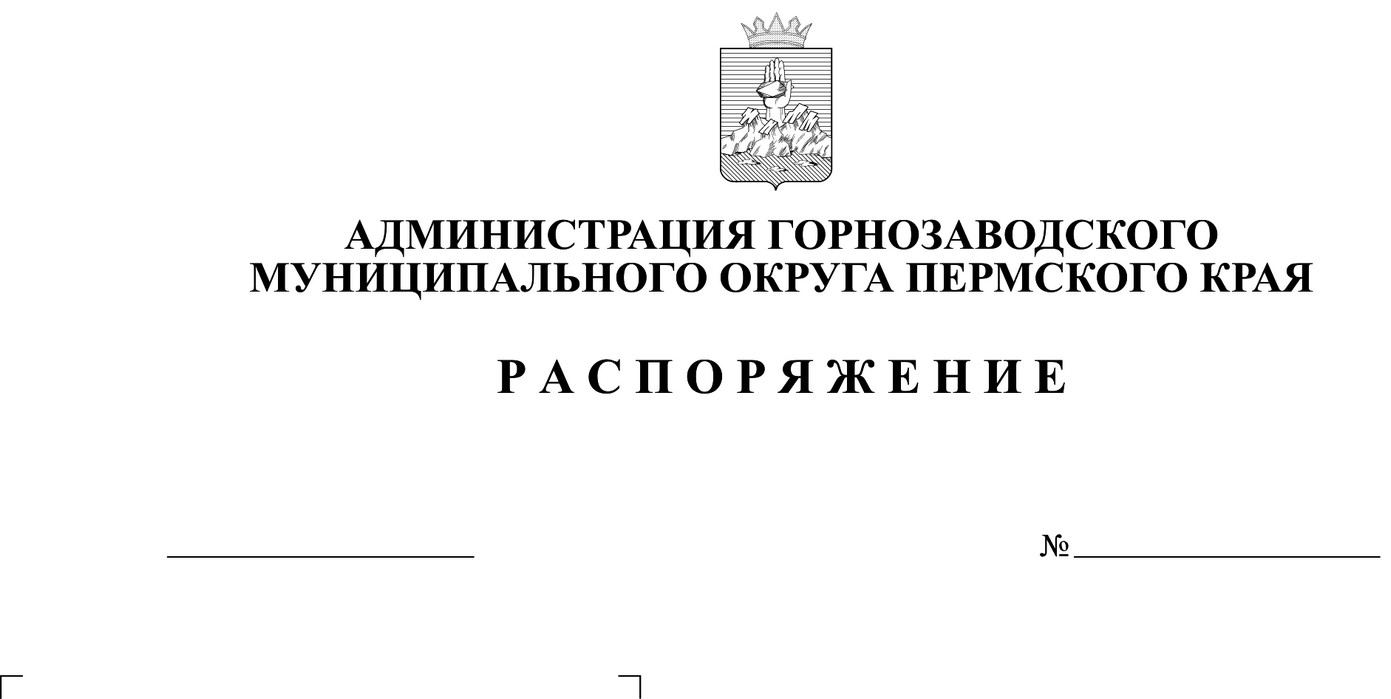 АДМИНИСТРАЦИЯ ГОРНОЗАВОДСКОГО
МУНИЦИПАЛЬНОГО ОКРУГА ПЕРМСКОГО КРАЯ
Р А С П О Р Я Ж Е Н И Е
№